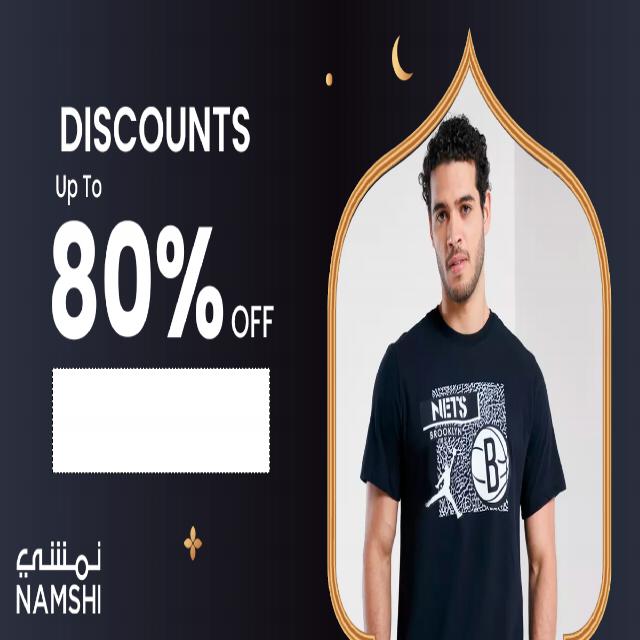 DISCOUNTS
Up To
80% OFF
NETS
BROOKLYN
B
نمشي
NAMSHI